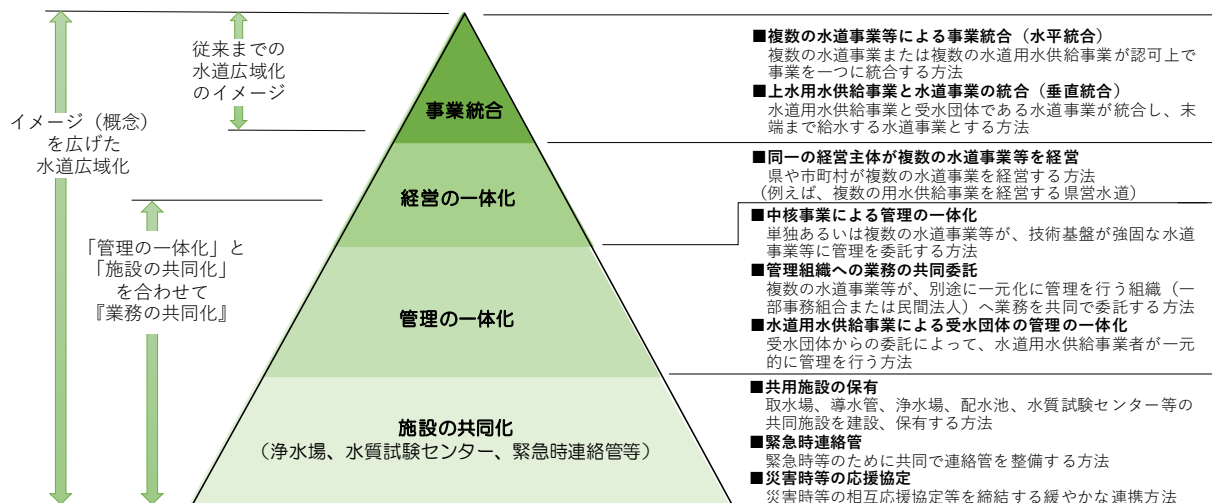 イメージ（概念）
を広げた
水道広域化
従来までの
水道広域化
のイメージ
「管理の一体化」と
「施設の共同化」
を合わせて
『業務の共同化』
事業統合
経営の一体化
管理の一体化
施設の共同化
（浄水場、水質試験センター、緊急時連絡管等）
■複数の水道事業等による事業統合（水平統合）
複数の水道事業または複数の水道用水供給事業が認可上で
事業を一つに統合する方法
■上水用水供給事業と水道事業の統合（垂直統合）
水道用水供給事業と受水団体である水道事業が統合し、末
端まで給水する水道事業とする方法
■同一の経営主体が複数の水道事業等を経営
県や市町村が複数の水道事業を経営する方法
（例えば、複数の用水供給事業を経営する県営水道）
■中核事業による管理の一体化
単独あるいは複数の水道事業等が、技術基盤が強固な水道
事業等に管理を委託する方法
■管理組織への業務の共同委託
複数の水道事業等が、別途に一元化に管理を行う組織（一
部事務組合または民間法人）へ業務を共同で委託する方法
■水道用水供給事業による受水団体の管理の一体化
受水団体からの委託によって、水道用水供給事業者が一元
的に管理を行う方法
■共用施設の保有
取水場、導水管、浄水場、配水池、水質試験センター等の
共同施設を建設、保有する方法
■緊急時連絡管
緊急時等のために共同で連絡管を整備する方法
■災害時等の応援協定
災害時等の相互応援協定等を締結する緩やかな連携方法